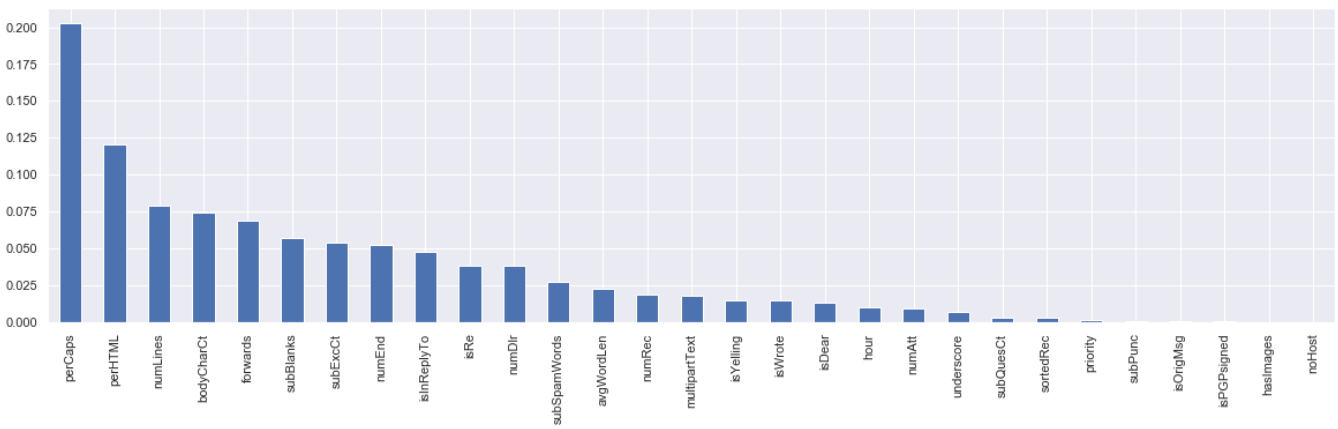 0.200
0.175
0.150
0.125
0.100
0.075
0.050
0.025
0.000
perCaps
perHTML
numLines
bodyCharCt
forwards
subBlanks
subExcCt
numEnd
isInReplyTo
isRe
numDlr
subSpamWords
avgWordLen
numRec
multipartText
isYelling
isWrote
isDear
hour
numAtt
underscore
subQuesCt
sortedRec
priority
subPunc
isOrigMsg
isPGPsigned
hasImages
noHost